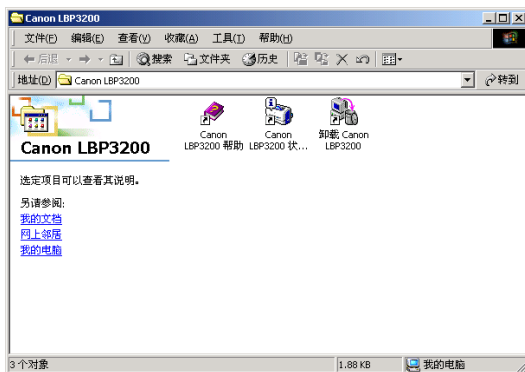 Canon LBP3200
文件(F) 编辑(E) 查看(V) 收藏(A) 工具(T) 帮助(H)
后退 搜索 文件夹 历史
地址(D) Canon LBP3200 转到
Canon LBP3200
选定项目可以查看其说明。
另请参阅:
我的文档
网上邻居
我的电脑
Canon
LBP3200 帮助
Canon
LBP3200 状...
卸载 Canon
LBP3200
3 个对象 1.88 KB 我的电脑